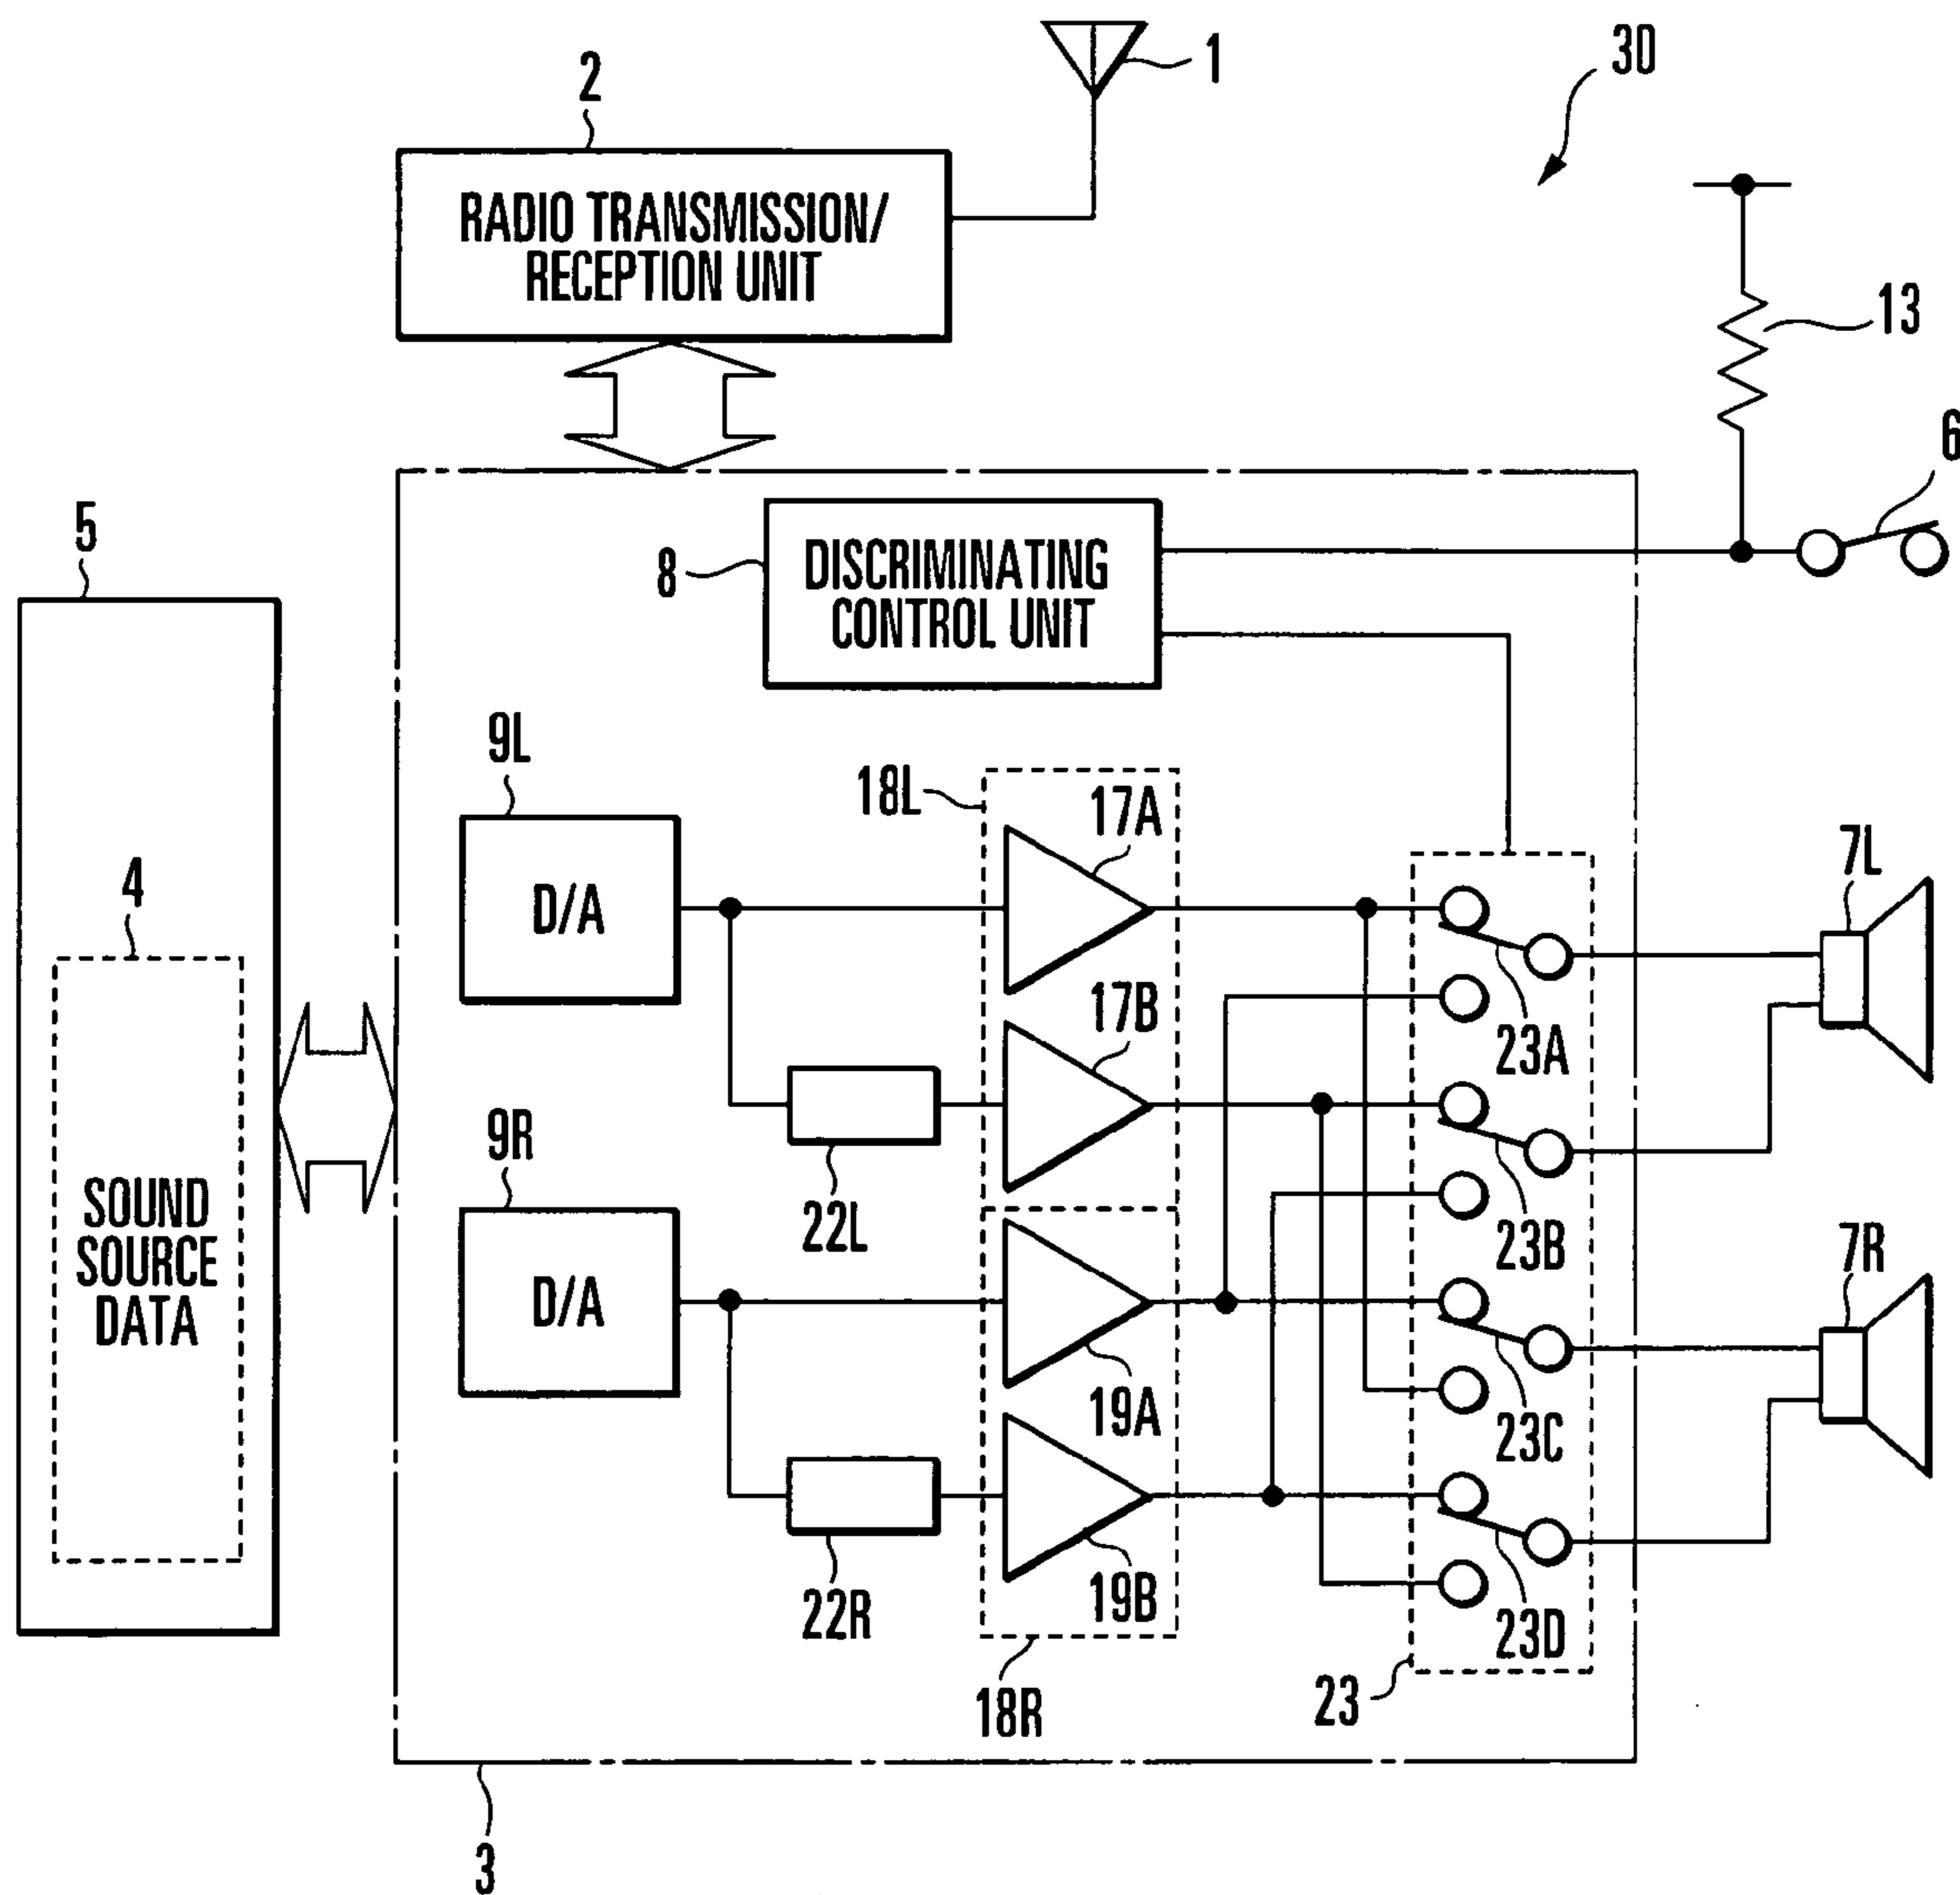 1
30
2
RADIO TRANSMISSION/
RECEPTION UNIT
13
6
5
8
DISCRIMINATING
CONTROL UNIT
9L
18L
17A
7L
4
D/A
17B
23A
9R
22L
23B
7R
SOUND
SOURCE
DATA
D/A
19A
23C
22R
19B
23D
18R
23
3